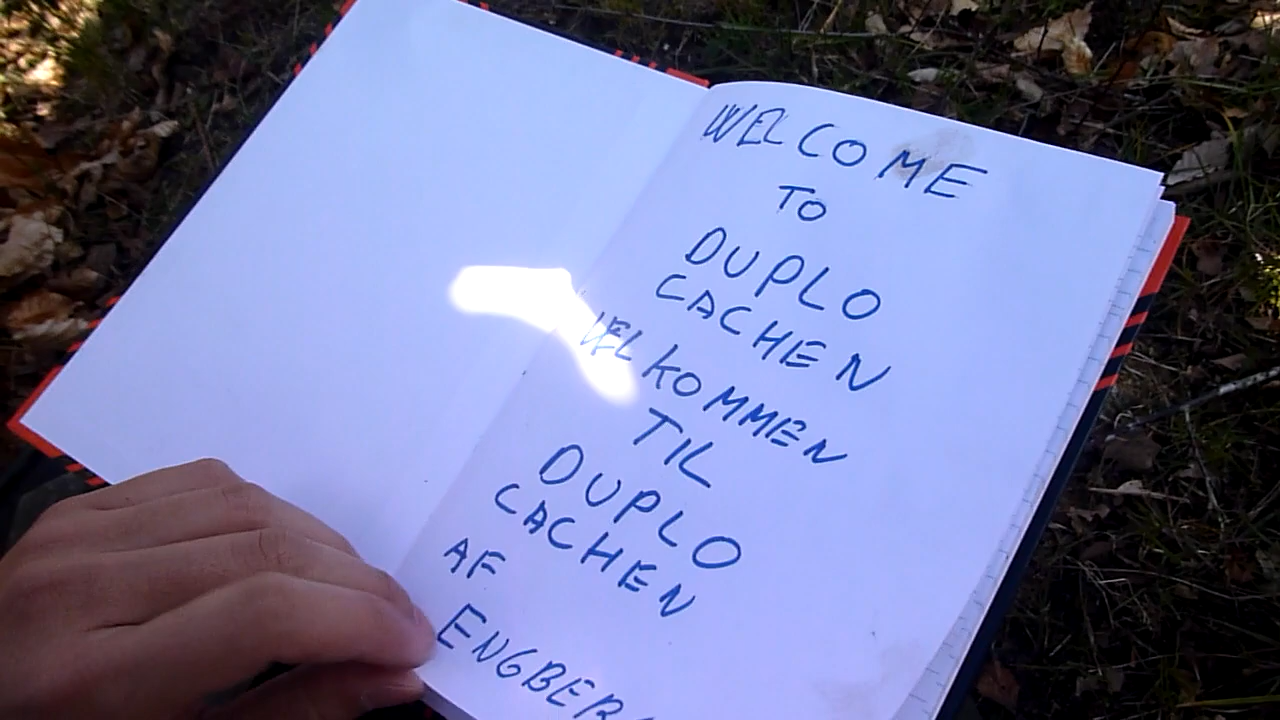 WELCOME
TO
DUPLO
CACHEN
VELKOMMEN
TIL
DUPLO
CACHEN
AF